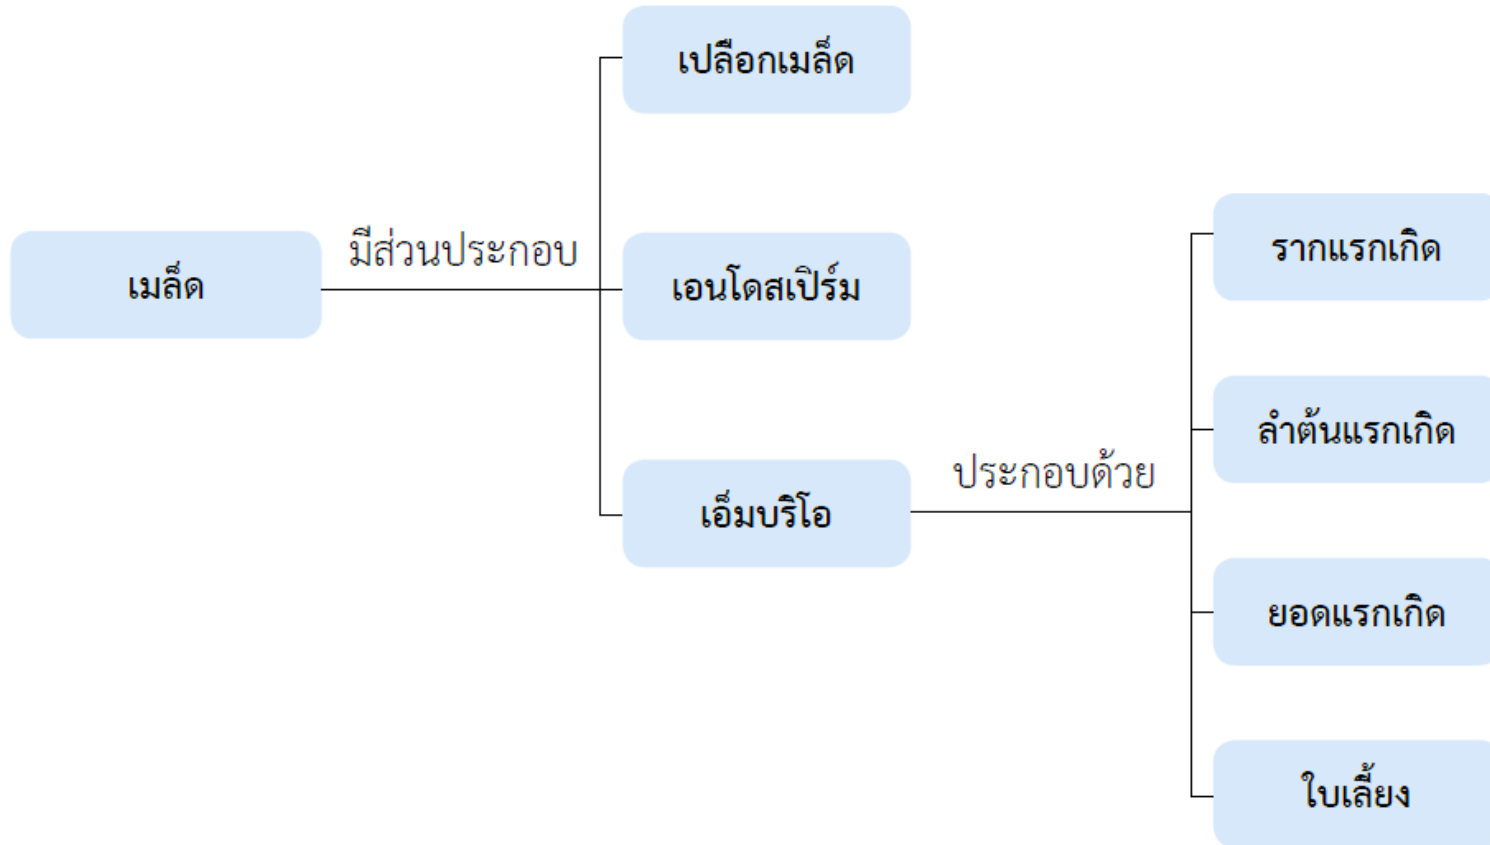 เมล็ด
มีส่วนประกอบ
เปลือกเมล็ด
เอนโดสเปิร์ม
เอ็มบริโอ
ประกอบด้วย
รากแรกเกิด
ลำต้นแรกเกิด
ยอดแรกเกิด
ใบเลี้ยง